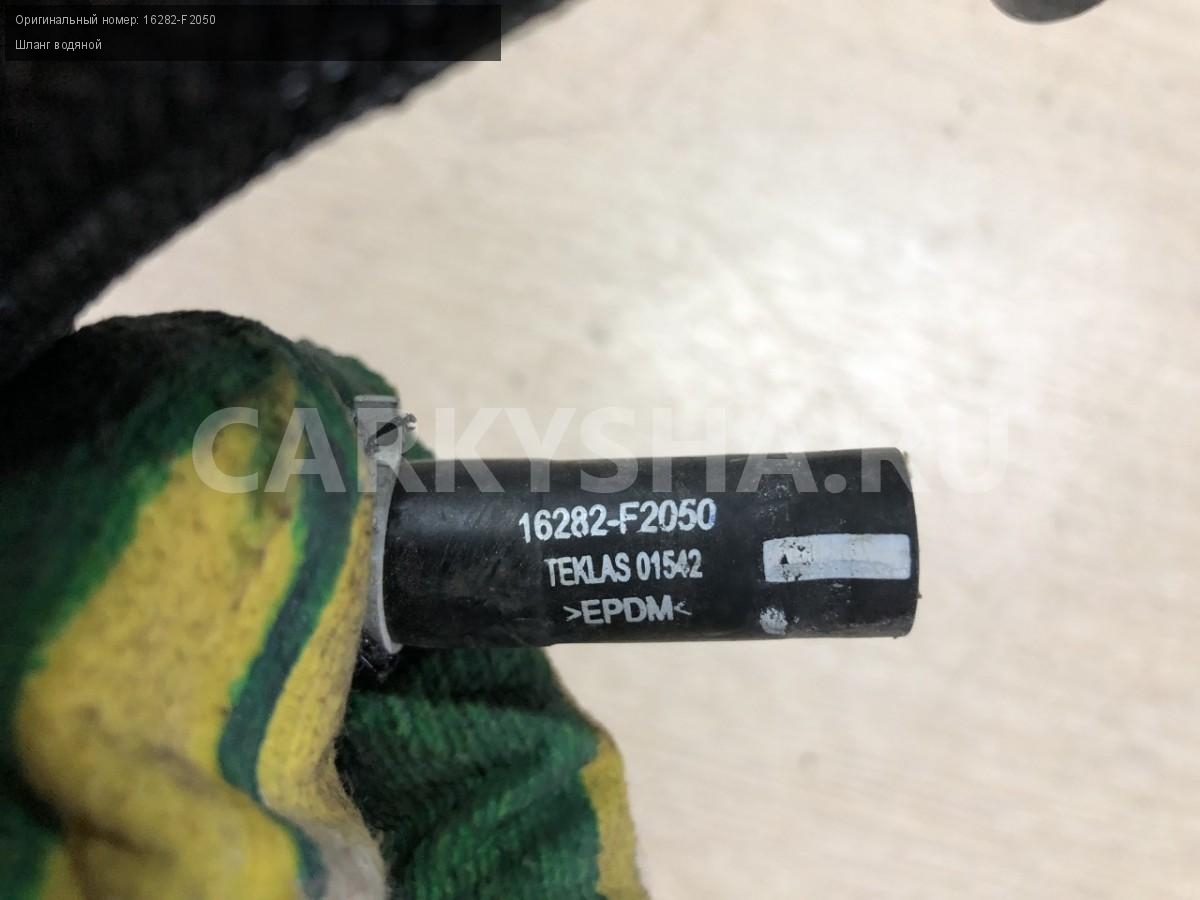 Оригинальный номер: 16282-F2050
Шланг водяной
CARKYSHA.RU
16282-F2050
TEKLAS 01542
>EPDM<